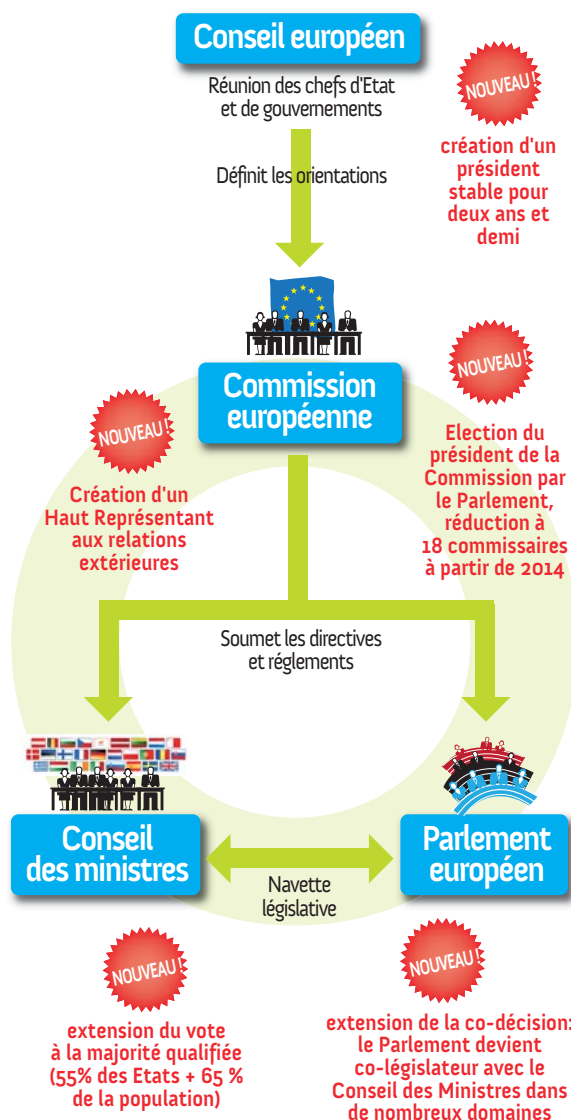 Conseil européen
Réunion des chefs d'Etat
et de gouvernements
NOUVEAU !
création d'un
président
stable pour
deux ans et
demi
Définit les orientations
Commission
européenne
NOUVEAU !
Election du
président de la
Commission par
le Parlement,
réduction à
18 commissaires
à partir de 2014
NOUVEAU !
Création d'un
Haut Représentant
aux relations
extérieures
Soumet les directives
et réglements
Conseil
des ministres
Navette
législative
Parlement
européen
NOUVEAU !
extension du vote
à la majorité qualifiée
(55% des Etats + 65 %
de la population)
NOUVEAU !
extension de la co-décision:
le Parlement devient
co-législateur avec le
Conseil des Ministres dans
de nombreux domaines